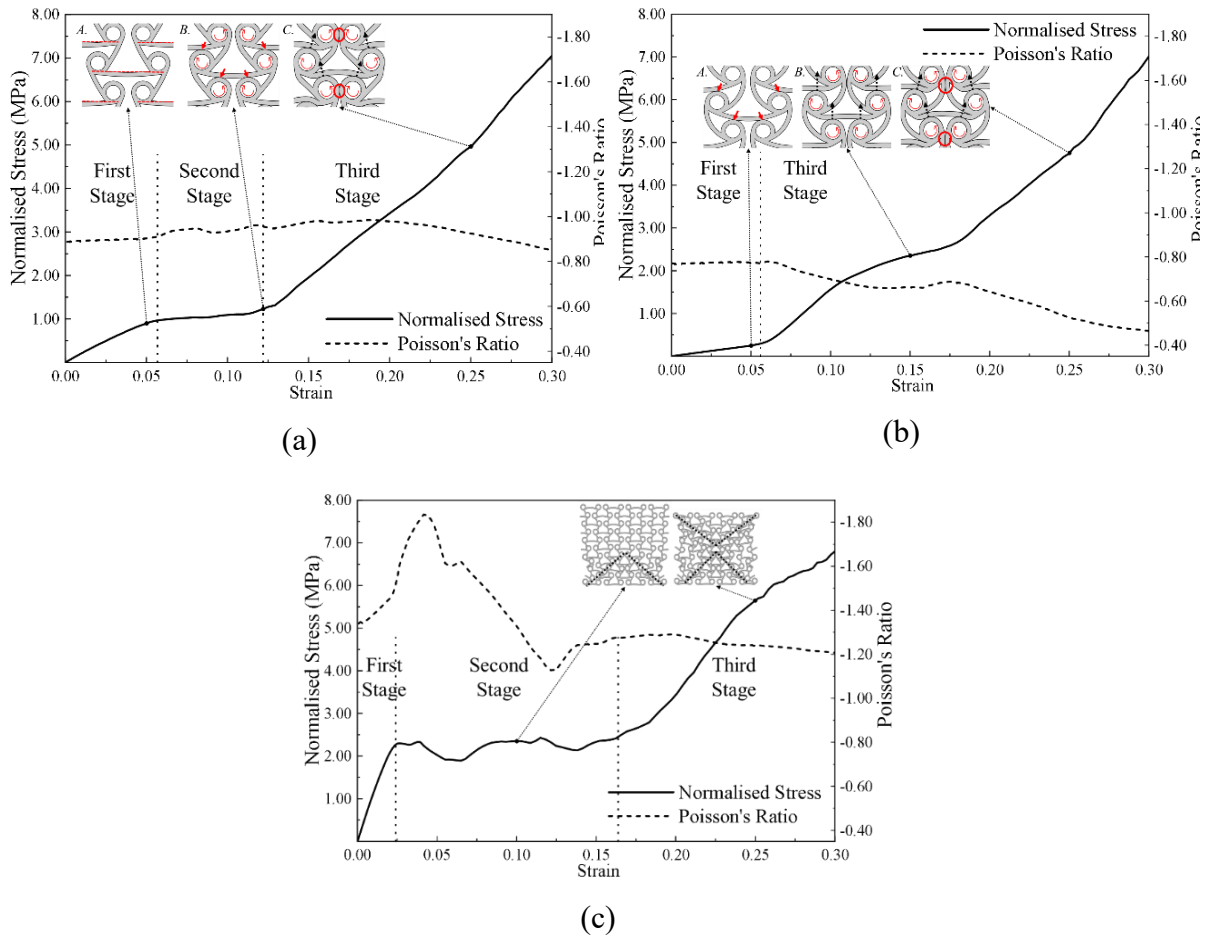 A.
B.
C.
8.00
7.00
6.00
5.00
4.00
3.00
2.00
1.00
Normalised Stress (MPa)
First
Stage
Second
Stage
Third
Stage
Normalised Stress
Poisson's Ratio
-1.80
-1.60
-1.40
-1.20
-1.00
-0.80
-0.60
-0.40
Poisson's Ratio
0.00 0.05 0.10 0.15 0.20 0.25 0.30
Strain
(a)
8.00
7.00
6.00
5.00
4.00
3.00
2.00
1.00
Normalised Stress (MPa)
Normalised Stress
Poisson's Ratio
A.
B.
C.
First
Stage
Third
Stage
-1.80
-1.60
-1.40
-1.20
-1.00
-0.80
-0.60
-0.40
Poisson's Ratio
0.00 0.05 0.10 0.15 0.20 0.25 0.30
Strain
(b)
8.00
7.00
6.00
5.00
4.00
3.00
2.00
1.00
Normalised Stress (MPa)
First
Stage
Second
Stage
Third
Stage
Normalised Stress
Poisson's Ratio
-1.80
-1.60
-1.40
-1.20
-1.00
-0.80
-0.60
-0.40
Poisson's Ratio
0.00 0.05 0.10 0.15 0.20 0.25 0.30
Strain
(c)